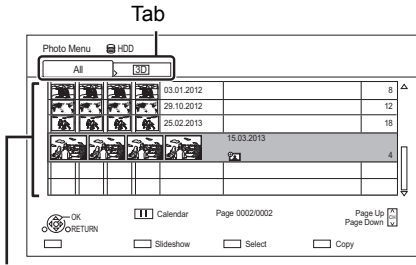 Tab
Photo Menu HDD
All 3D
03.01.2012 8
29.10.2012 12
25.02.2013 18
15.03.2013
4
OK
RETURN
Calendar Page 0002/0002 Page Up
Page Down
Slideshow Select Copy